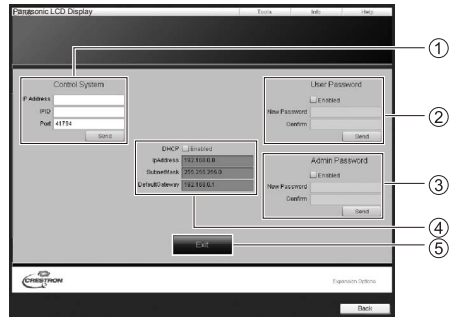 Panasonic LCD Display
Tools
Info
Help
Control System
IP Address
IPID
Port 41794
Send
User Password
Enabled
New Password
Confirm
Send
DHCP Enabled
IpAddress 192.168.0.8
SubnetMask 255.255.255.0
DefaultGateway 192.168.0.1
Admin Password
Enabled
New Password
Confirm
Send
Exit
CRESTRON
Expansion Options
Back
1
2
3
4
5